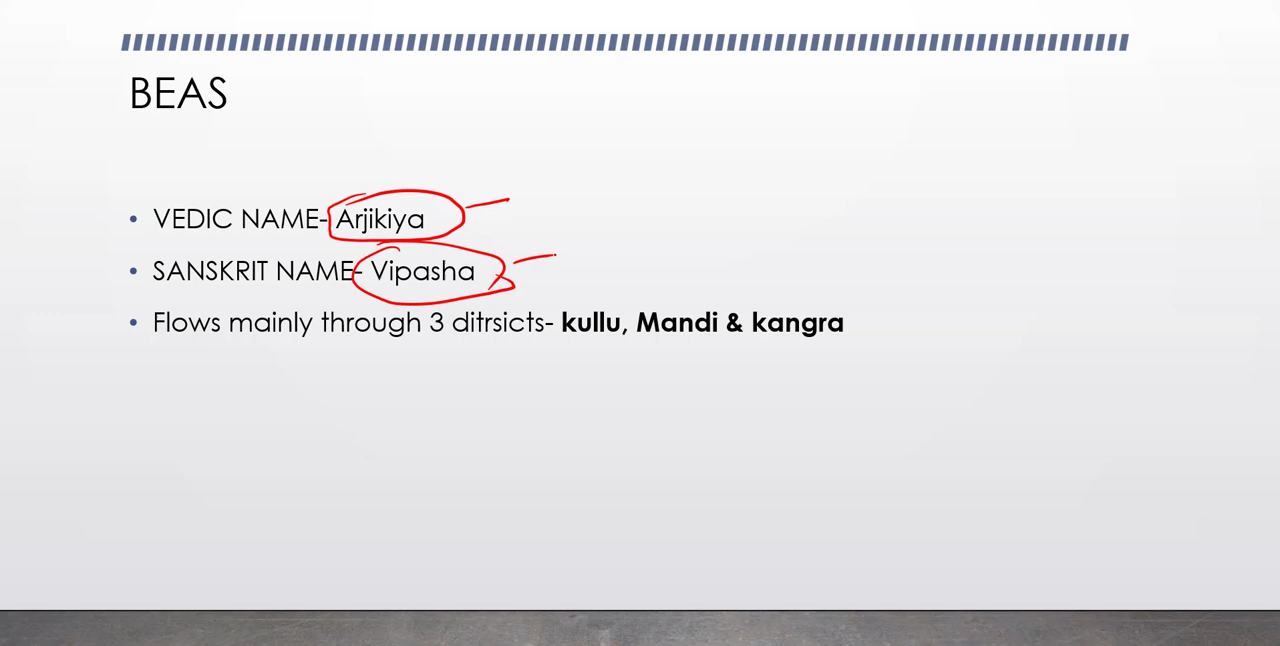 BEAS
• VEDIC NAME- Arjikiya
• SANSKRIT NAME- Vipasha
• Flows mainly through 3 ditrsicts- kullu, Mandi & kangra